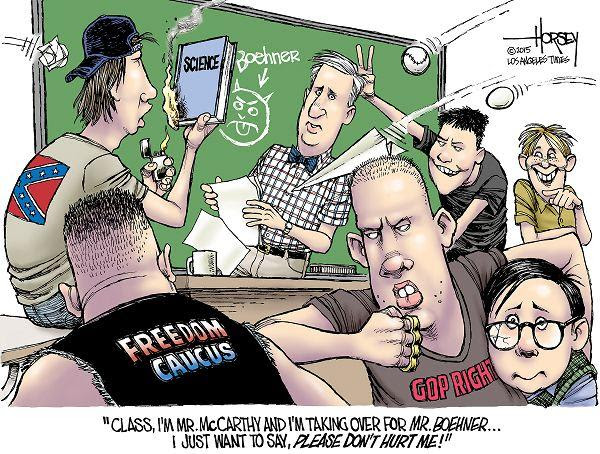 HORSEY
©2015
LOS ANGELES TIMES
SCIENCE
Boehner
FREEDOM
CAUCUS
GOP RIGHT
"CLASS, I'M MR. McCARTHY AND I'M TAKING OVER FOR MR. BOEHNER...
I JUST WANT TO SAY, PLEASE DON'T HURT ME!"